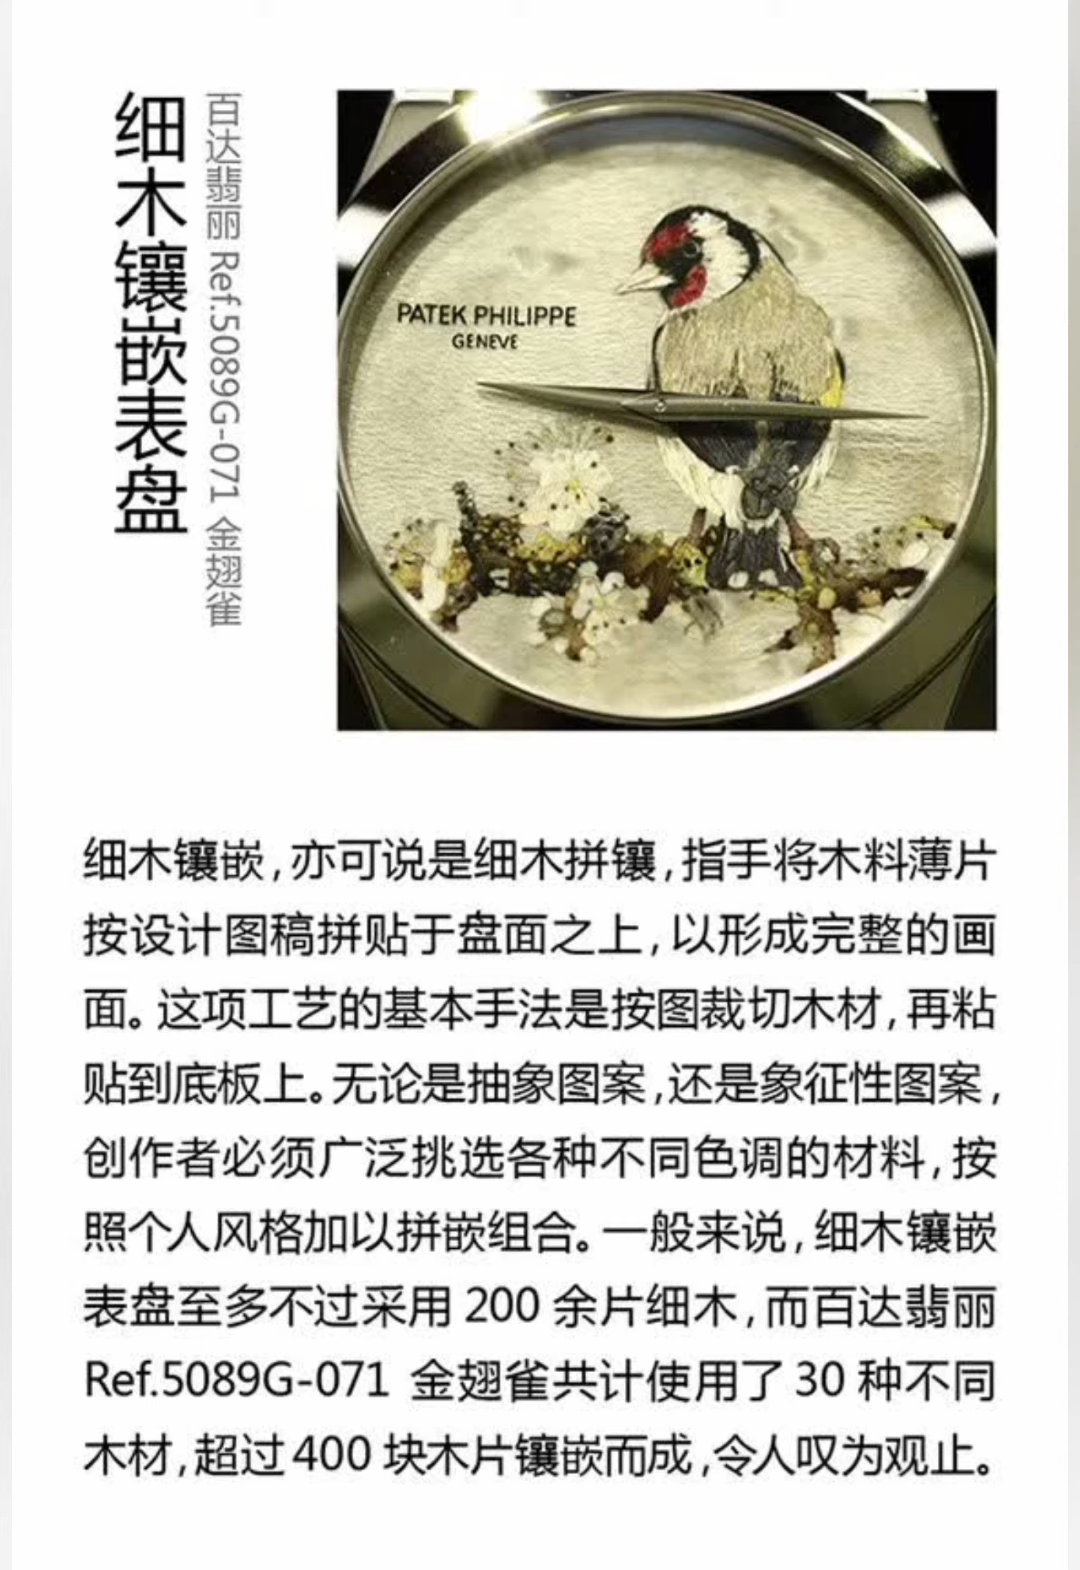 细木镶嵌表盘
百达翡丽 Ref.5089G-071 金翅雀
PATEK PHILIPPE
GENEVE
细木镶嵌,亦可说是细木拼镶,指手将木料薄片
按设计图稿拼贴于盘面之上,以形成完整的画
面。这项工艺的基本手法是按图裁切木材,再粘
贴到底板上。无论是抽象图案,还是象征性图案,
创作者必须广泛挑选各种不同色调的材料,按
照个人风格加以拼嵌组合。一般来说,细木镶嵌
表盘至多不过采用 200 余片细木,而百达翡丽
Ref.5089G-071 金翅雀共计使用了 30 种不同
木材,超过 400 块木片镶嵌而成,令人叹为观止。